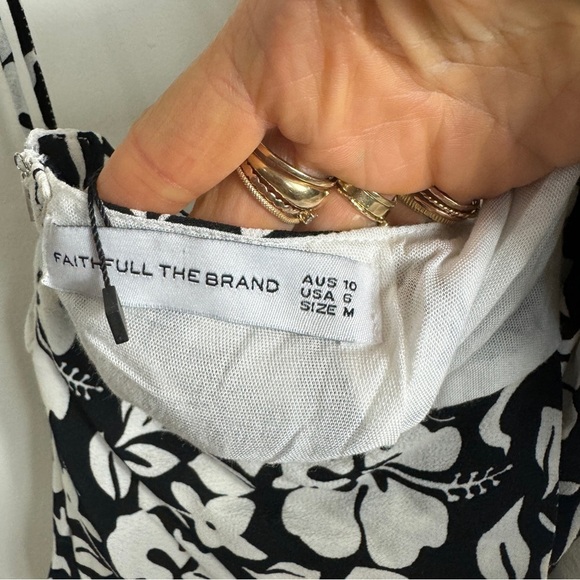 FAITHFULL THE BRAND
AUS 10
USA 6
SIZE M